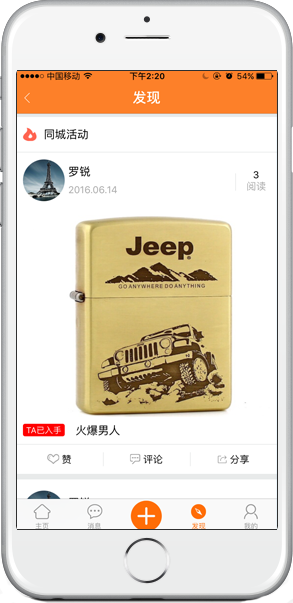 中国移动 下午2:20 54%
发现
同城活动
罗锐
3
2016.06.14
阅读
Jeep
GO ANYWHERE DO ANYTHING
TA已入手 火爆男人
赞 评论 分享
罗锐
主页 消息 发现 我的